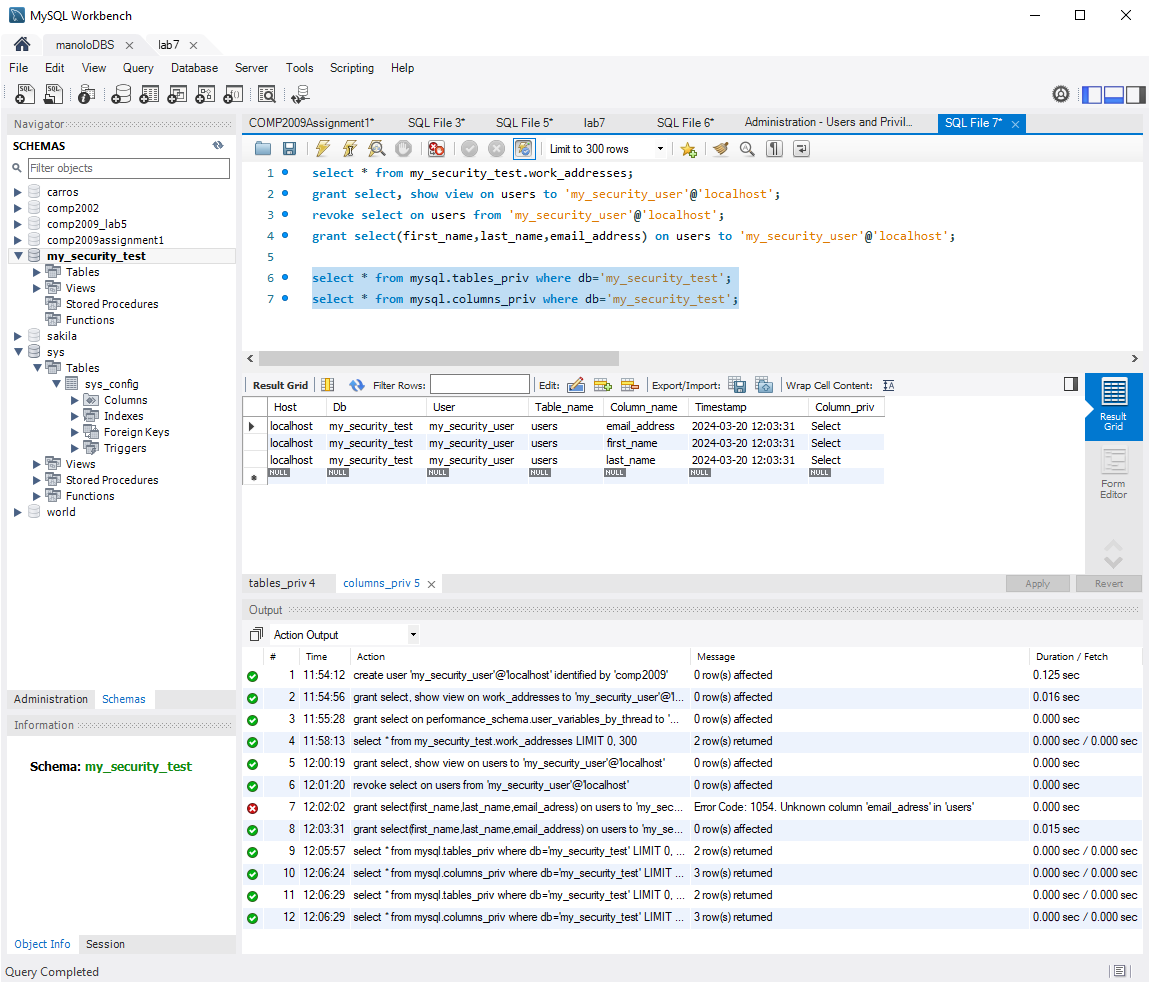 MySQL Workbench
manoloDBS lab7
File Edit View Query Database Server Tools Scripting Help
Navigator
SCHEMAS
Filter objects
carros
comp2002
comp2009_lab5
comp2009assignment1
my_security_test
Tables
Views
Stored Procedures
Functions
sakila
sys
Tables
sys_config
Columns
Indexes
Foreign Keys
Triggers
Views
Stored Procedures
Functions
world
Administration Schemas
Information
Schema: my_security_test
Object Info Session
Query Completed
COMP2009Assignment1* SQL File 3* SQL File 5* lab7 SQL File 6* Administration - Users and Privil... SQL File 7*
Limit to 300 rows
1 select * from my_security_test.work_addresses;
2 grant select, show view on users to 'my_security_user'@'localhost';
3 revoke select on users from 'my_security_user'@'localhost';
4 grant select(first_name,last_name,email_address) on users to 'my_security_user'@'localhost';
5
6 select * from mysql.tables_priv where db='my_security_test';
7 select * from mysql.columns_priv where db='my_security_test';
Result Grid Filter Rows: Edit: Export/Import: Wrap Cell Content:
Host Db User Table_name Column_name Timestamp Column_priv
localhost my_security_test my_security_user users email_address 2024-03-20 12:03:31 Select
localhost my_security_test my_security_user users first_name 2024-03-20 12:03:31 Select
localhost my_security_test my_security_user users last_name 2024-03-20 12:03:31 Select
NULL NULL NULL NULL NULL NULL NULL
Result
Grid
Form
Editor
tables_priv 4 columns_priv 5
Apply Revert
Output
Action Output
# Time Action Message Duration / Fetch
1 11:54:12 create user 'my_security_user'@'localhost' identified by 'comp2009' 0 row(s) affected 0.125 sec
2 11:54:56 grant select, show view on work_addresses to 'my_security_user'@'l... 0 row(s) affected 0.016 sec
3 11:55:28 grant select on performance_schema.user_variables_by_thread to '... 0 row(s) affected 0.000 sec
4 11:58:13 select * from my_security_test.work_addresses LIMIT 0, 300 2 row(s) returned 0.000 sec / 0.000 sec
5 12:00:19 grant select, show view on users to 'my_security_user'@'localhost' 0 row(s) affected 0.000 sec
6 12:01:20 revoke select on users from 'my_security_user'@'localhost' 0 row(s) affected 0.000 sec
7 12:02:02 grant select(first_name,last_name,email_adress) on users to 'my_sec... Error Code: 1054. Unknown column 'email_adress' in 'users' 0.000 sec
8 12:03:31 grant select(first_name,last_name,email_address) on users to 'my_se... 0 row(s) affected 0.015 sec
9 12:05:57 select * from mysql.tables_priv where db='my_security_test' LIMIT 0, ... 2 row(s) returned 0.000 sec / 0.000 sec
10 12:06:24 select * from mysql.columns_priv where db='my_security_test' LIMIT ... 3 row(s) returned 0.000 sec / 0.000 sec
11 12:06:29 select * from mysql.tables_priv where db='my_security_test' LIMIT 0, ... 2 row(s) returned 0.000 sec / 0.000 sec
12 12:06:29 select * from mysql.columns_priv where db='my_security_test' LIMIT ... 3 row(s) returned 0.000 sec / 0.000 sec